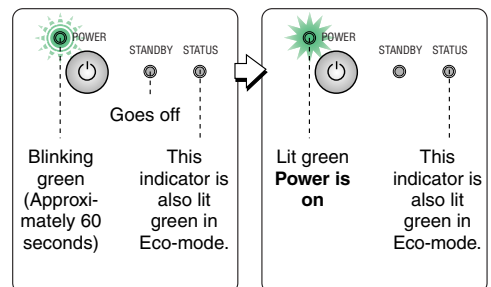 POWER
STANDBY STATUS
Goes off
Blinking
green
(Approxi-
mately 60
seconds)
This
indicator is
also lit
green in
Eco-mode.
POWER
STANDBY STATUS
Lit green
Power is
on
This
indicator is
also lit
green in
Eco-mode.